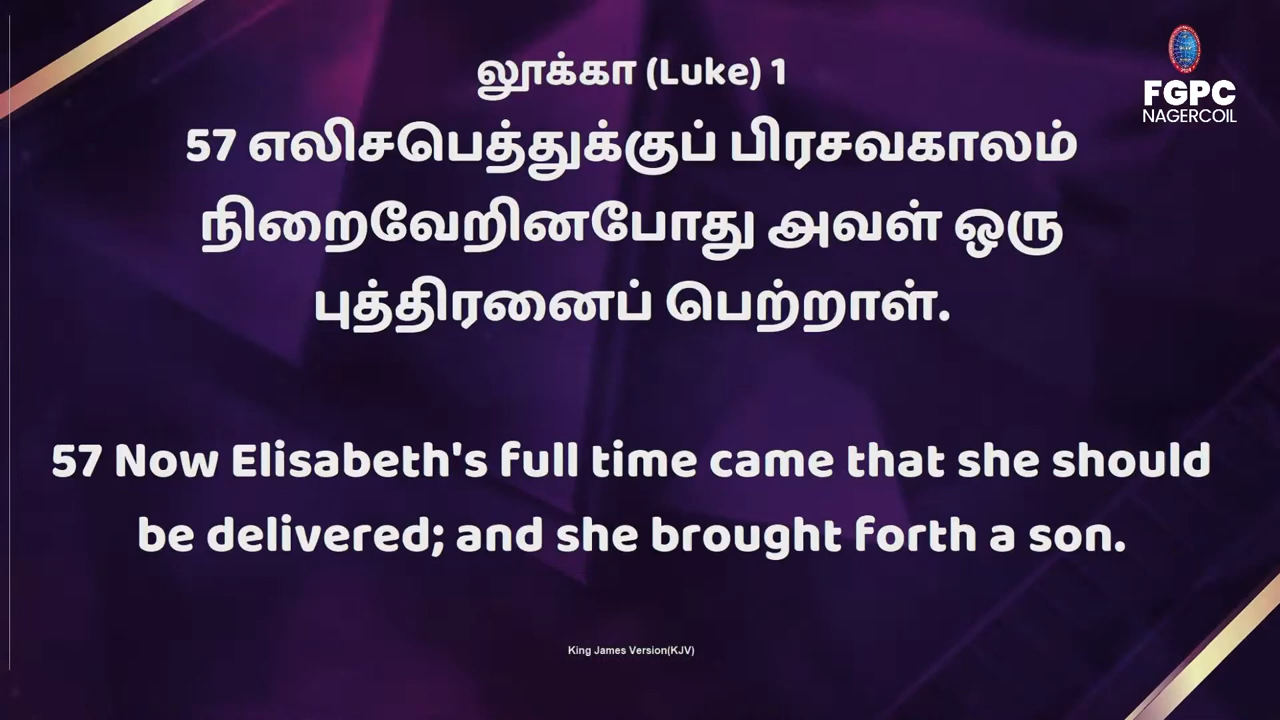 லூக்கா (Luke) 1
FGPC
NAGERCOIL
57 எலிசபெத்துக்குப் பிரசவகாலம்
நிறைவேறினபோது அவள் ஒரு
புத்திரனைப் பெற்றாள்.
57 Now Elisabeth's full time came that she should
be delivered; and she brought forth a son.
King James Version(KJV)